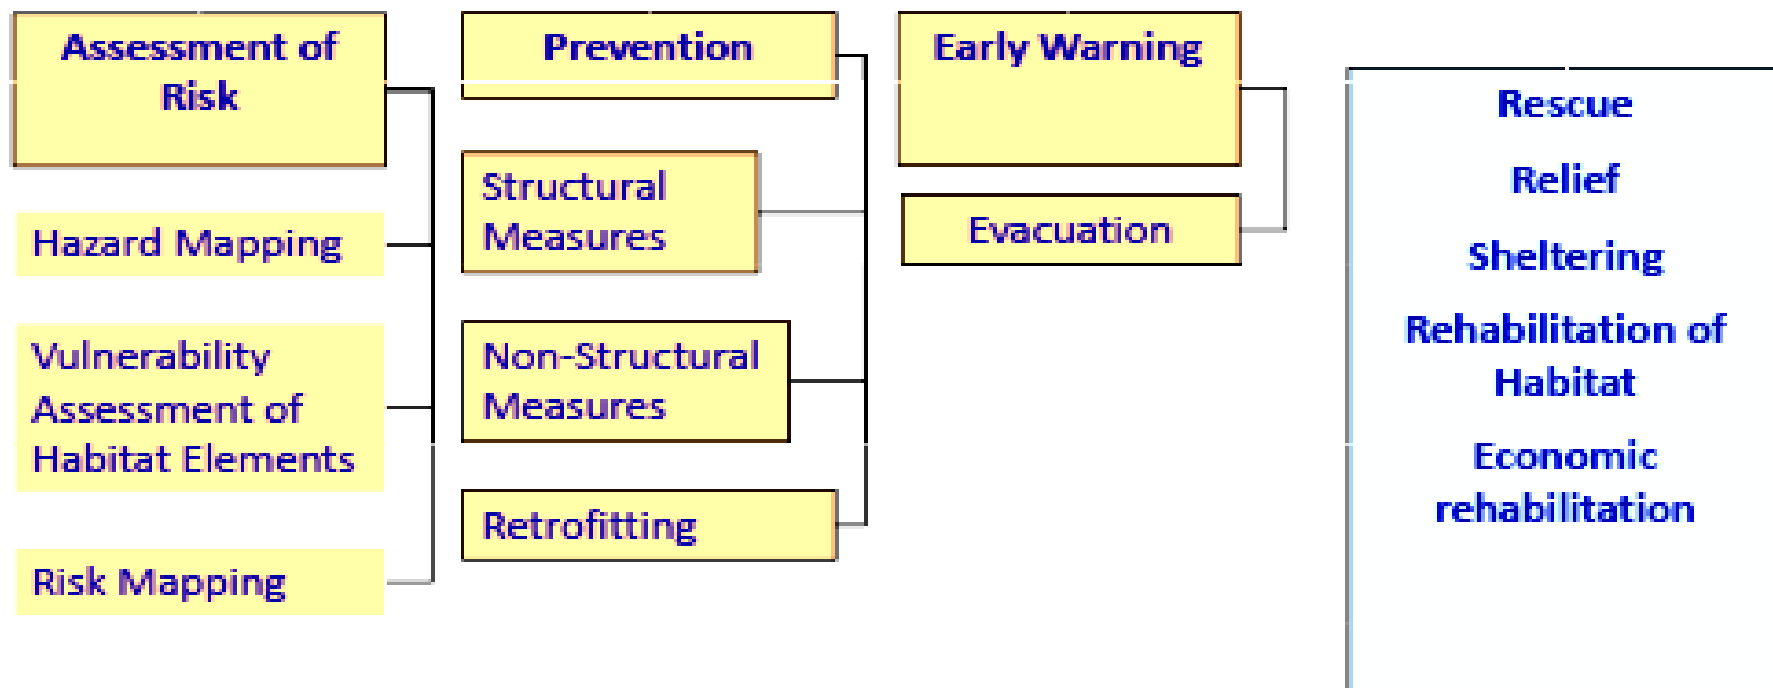 Assessment of
Risk
Hazard Mapping
Vulnerability
Assessment of
Habitat Elements
Risk Mapping
Prevention
Structural
Measures
Non-Structural
Measures
Retrofitting
Early Warning
Evacuation
Rescue
Relief
Sheltering
Rehabilitation of
Habitat
Economic
rehabilitation